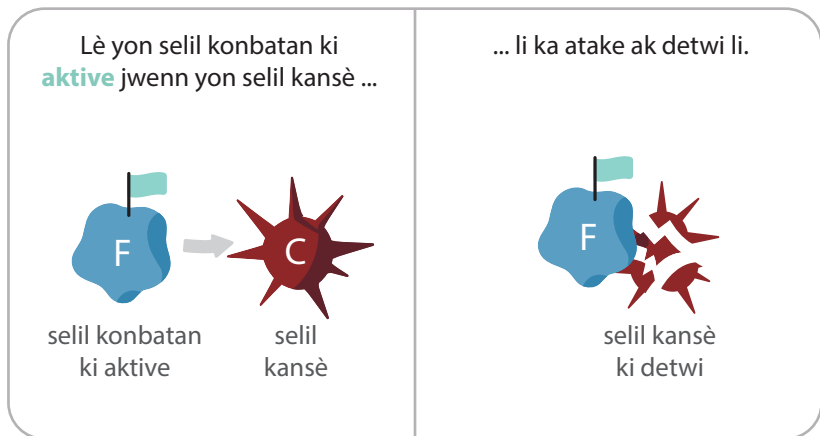 Lè yon selil konbatan ki
aktive jwenn yon selil kansè ...
F
C
selil konbatan
ki aktive
selil
kansè
... li ka atake ak detwi li.
F
selil kansè
ki detwi